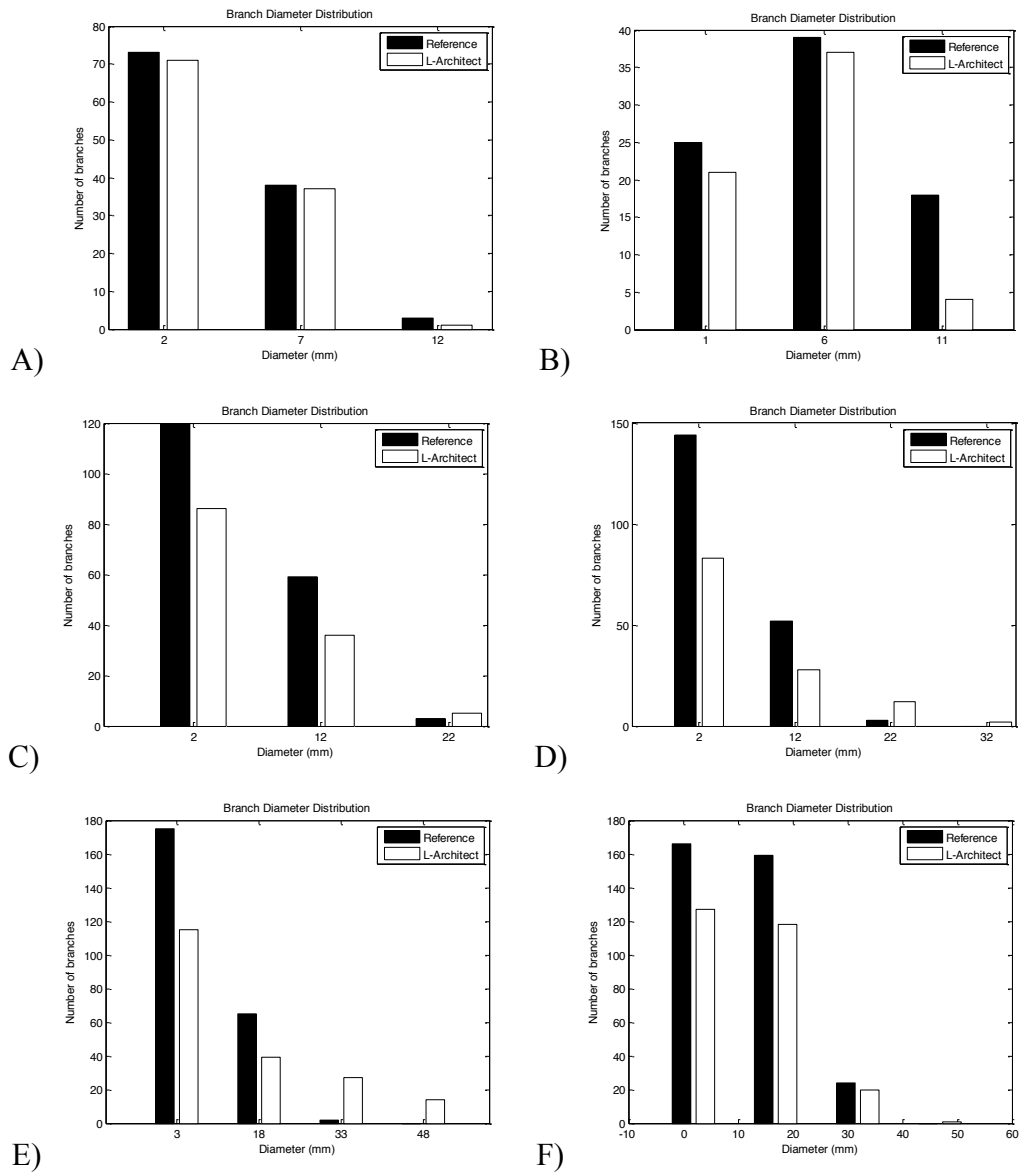 Branch Diameter Distribution
80
70
60
50
40
30
20
10
0
Number of branches
Reference
L-Architect
2 7 12
Diameter (mm)
A)
Branch Diameter Distribution
40
35
30
25
20
15
10
5
0
Number of branches
Reference
L-Architect
1 6 11
Diameter (mm)
B)
Branch Diameter Distribution
120
100
80
60
40
20
0
Number of branches
Reference
L-Architect
2 12 22
Diameter (mm)
C)
Branch Diameter Distribution
150
100
50
0
Number of branches
Reference
L-Architect
2 12 22 32
Diameter (mm)
D)
Branch Diameter Distribution
180
160
140
120
100
80
60
40
20
0
Number of branches
Reference
L-Architect
3 18 33 48
Diameter (mm)
E)
Branch Diameter Distribution
180
160
140
120
100
80
60
40
20
0
Number of branches
Reference
L-Architect
-10 0 10 20 30 40 50 60
Diameter (mm)
F)